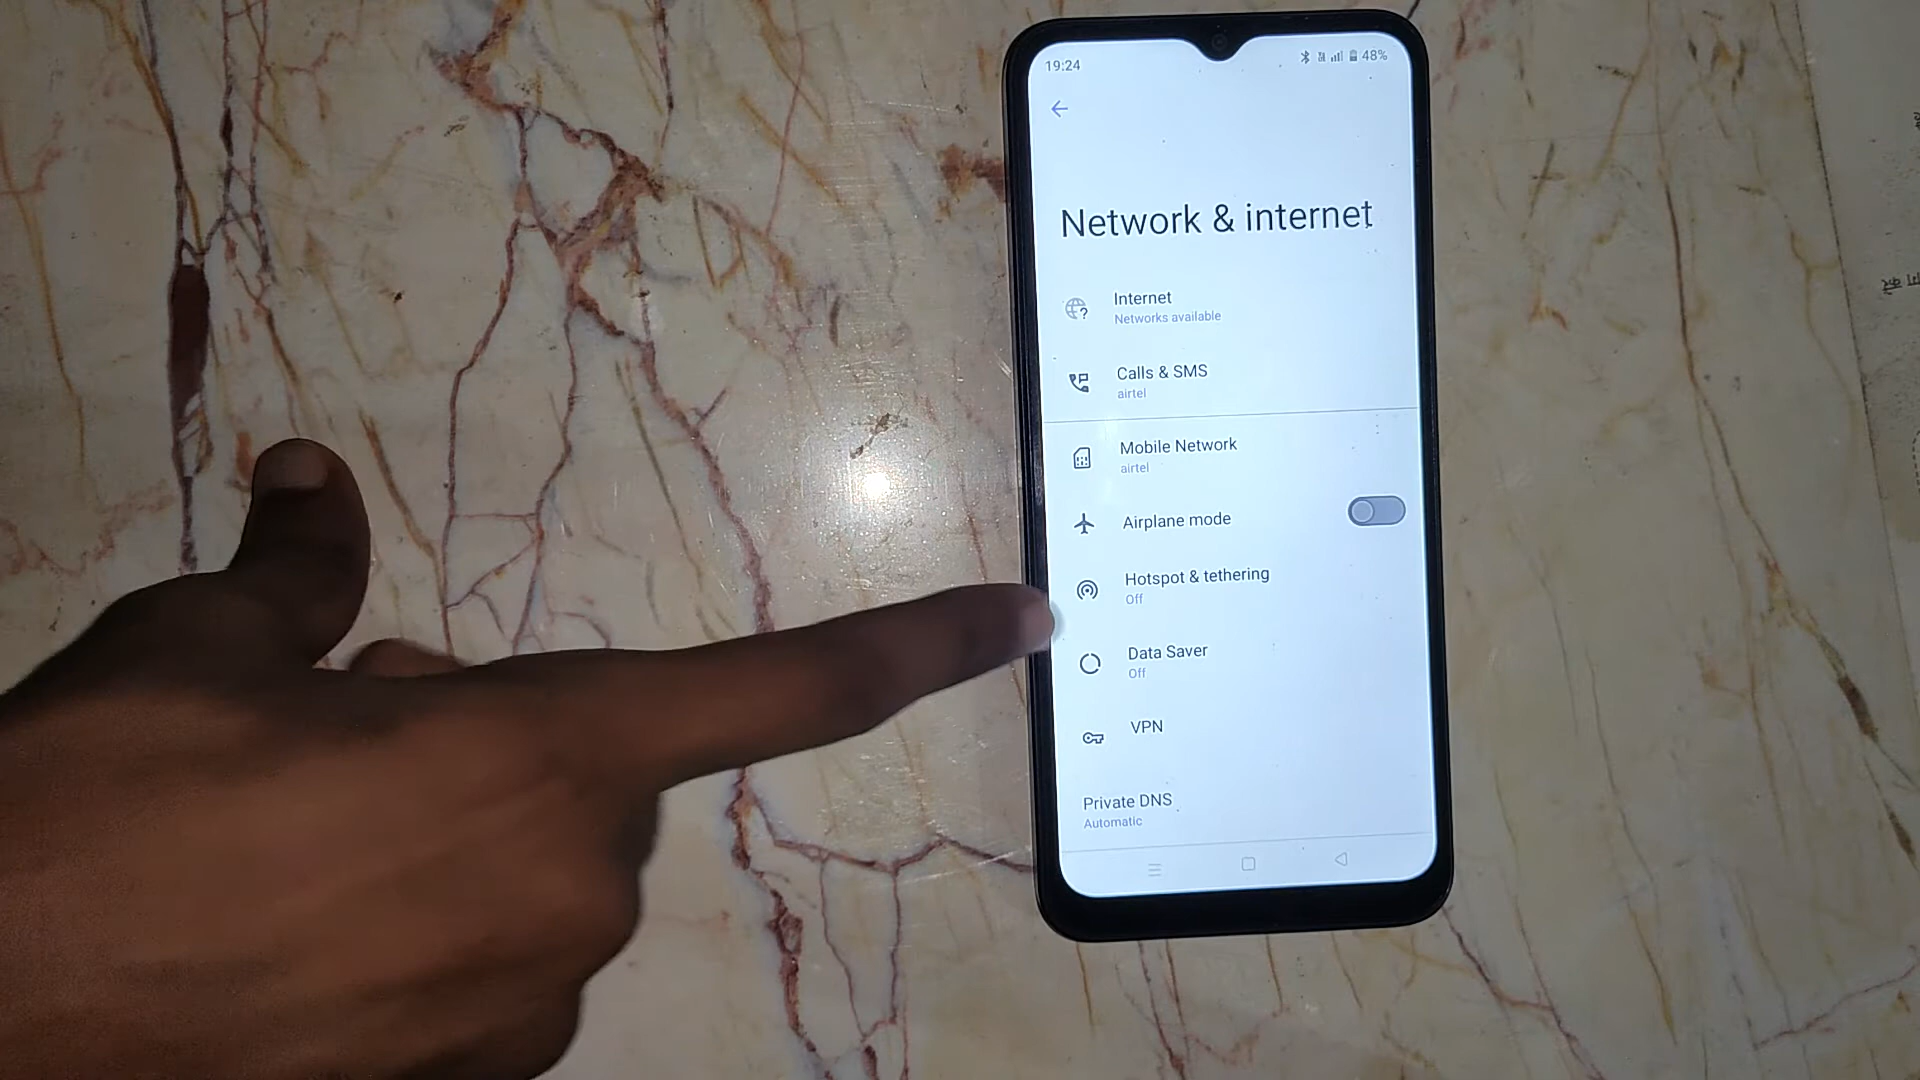 19:24
48%
Network & internet
Internet
Networks available
Calls & SMS
airtel
Mobile Network
airtel
Airplane mode
Hotspot & tethering
Off
Data Saver
Off
VPN
Private DNS
Automatic